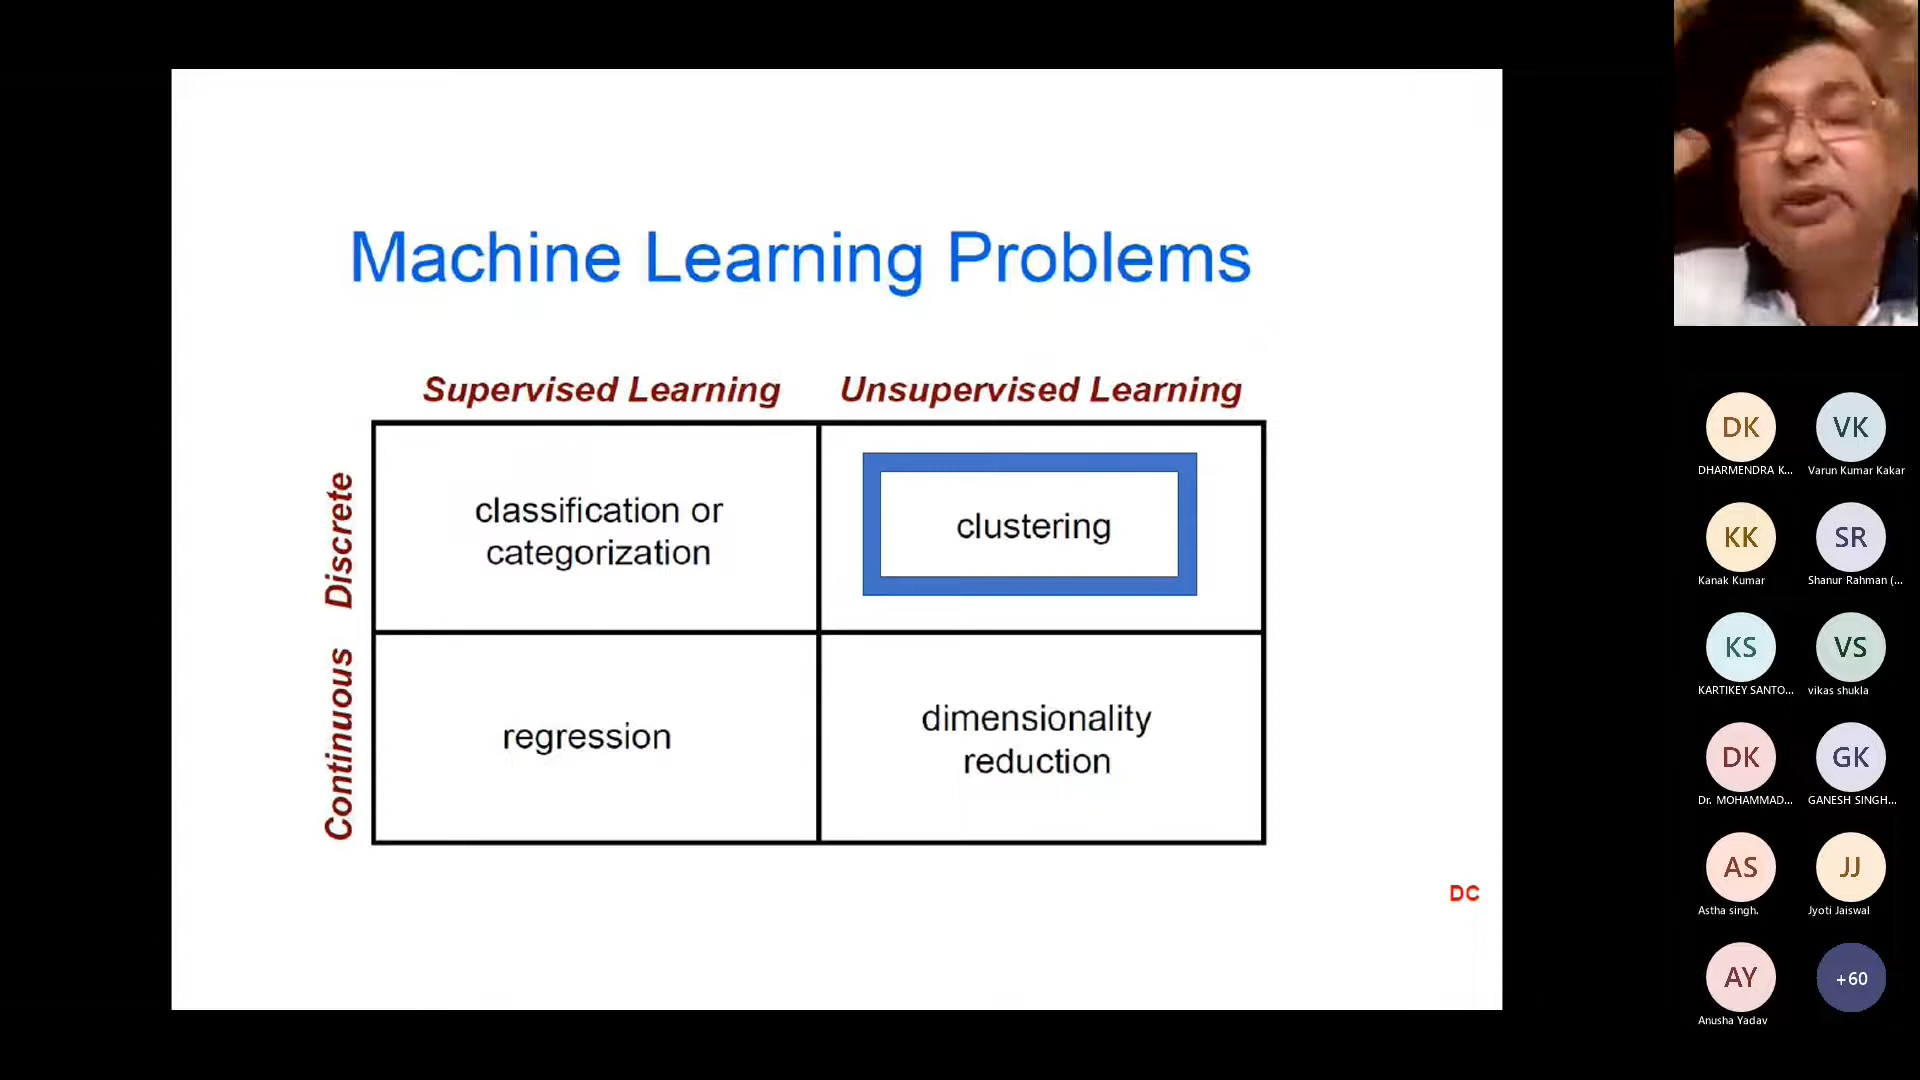 Machine Learning Problems
Supervised Learning
Unsupervised Learning
Discrete
classification or
categorization
clustering
Continuous
regression
dimensionality
reduction
DC
DK
DHARMENDRA K...
VK
Varun Kumar Kakar
KK
Kanak Kumar
SR
Shanur Rahman (...
KS
KARTIKEY SANTO...
VS
vikas shukla
DK
Dr. MOHAMMAD...
GK
GANESH SINGH...
AS
Astha singh.
JJ
Jyoti Jaiswal
AY
Anusha Yadav
+60